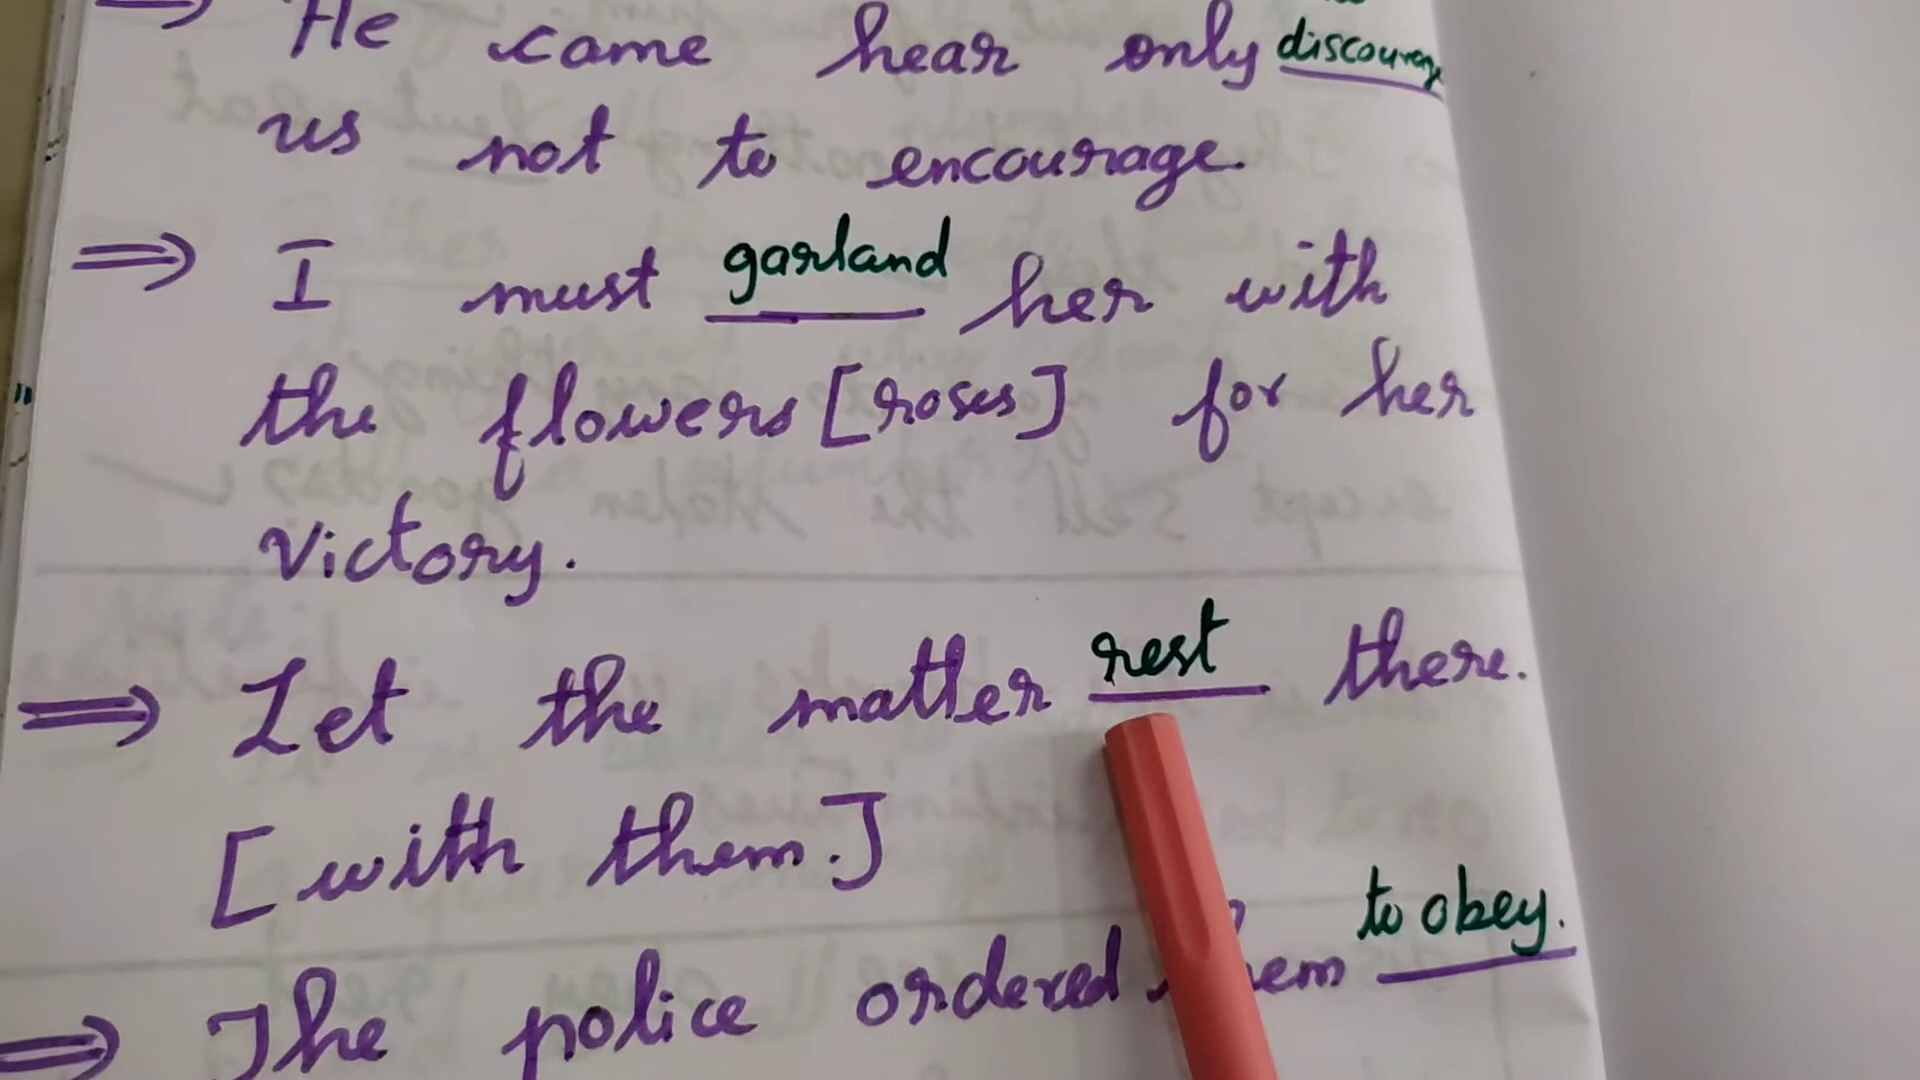 He came hear only discourage
us not to encourage.
I must garland her with
the flowers [roses] for her
victory.
Let the matter rest there.
[with them.]
The police ordered them to obey.